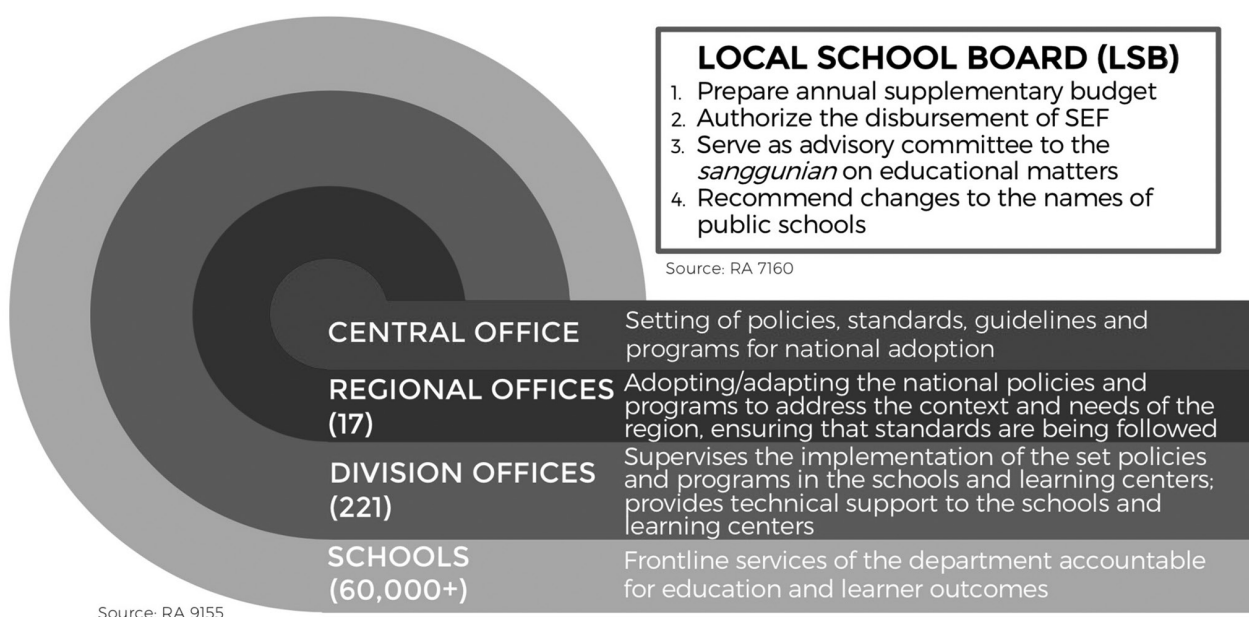 LOCAL SCHOOL BOARD (LSB)
1. Prepare annual supplementary budget
2. Authorize the disbursement of SEF
3. Serve as advisory committee to the
sanggunian on educational matters
4. Recommend changes to the names of
public schools
Source: RA 7160
CENTRAL OFFICE
Setting of policies, standards, guidelines and
programs for national adoption
REGIONAL OFFICES
(17)
Adopting/adapting the national policies and
programs to address the context and needs of the
region, ensuring that standards are being followed
DIVISION OFFICES
(221)
Supervises the implementation of the set policies
and programs in the schools and learning centers;
provides technical support to the schools and
learning centers
SCHOOLS
(60,000+)
Frontline services of the department accountable
for education and learner outcomes
Source: RA 9155